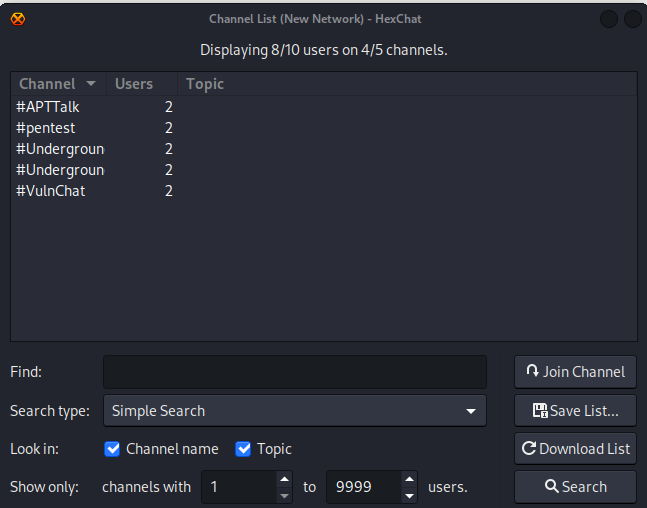 Channel List (New Network) - HexChat
Displaying 8/10 users on 4/5 channels.
Channel Users Topic
#APTTalk 2
#pentest 2
#Undergroun 2
#Undergroun 2
#VulnChat 2
Find: Join Channel
Search type: Simple Search Save List...
Look in: Channel name Topic Download List
Show only: channels with 1 to 9999 users. Search